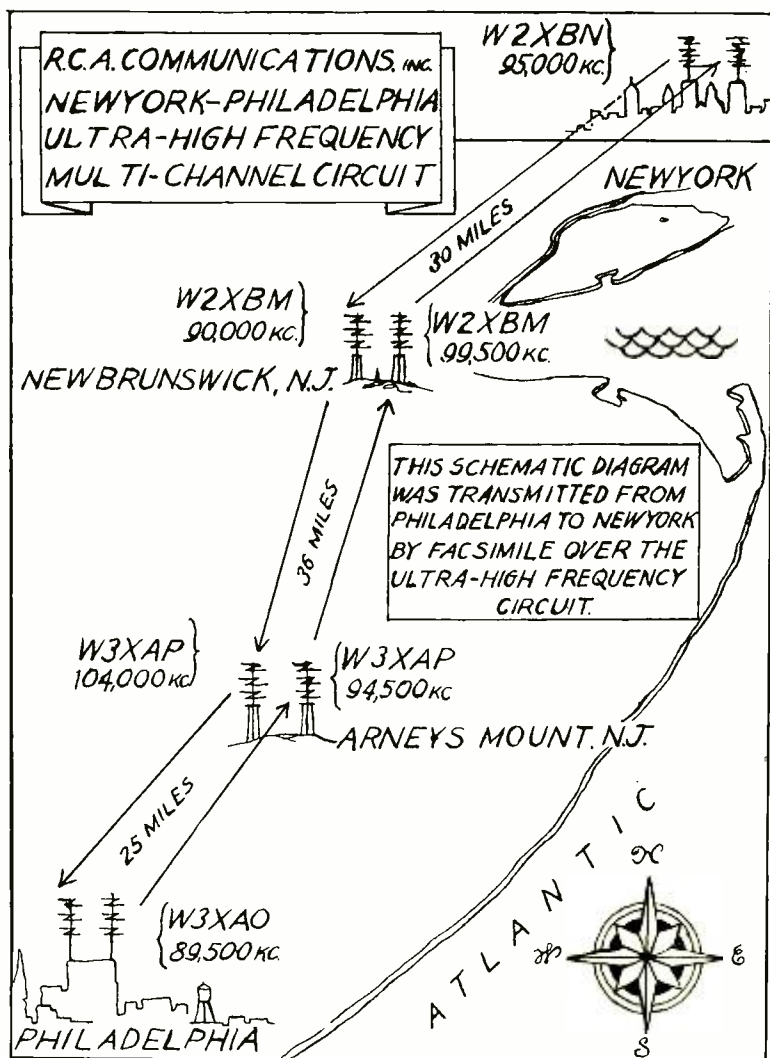 R.C.A. COMMUNICATIONS, INC.
NEWYORK-PHILADELPHIA
ULTRA-HIGH FREQUENCY
MULTI-CHANNEL CIRCUIT
W2XBN
95,000 KC.
NEWYORK
30 MILES
W2XBM
90,000 KC.
W2XBM
99,500 KC.
NEW BRUNSWICK, N.J.
THIS SCHEMATIC DIAGRAM
WAS TRANSMITTED FROM
PHILADELPHIA TO NEWYORK
BY FACSIMILE OVER THE
ULTRA-HIGH FREQUENCY
CIRCUIT.
36 MILES
W3XAP
104,000 KC
W3XAP
94,500 KC
ARNEYS MOUNT. N.J.
25 MILES
W3XAO
89,500 KC.
PHILADELPHIA
ATLANTIC
N
W
E
S